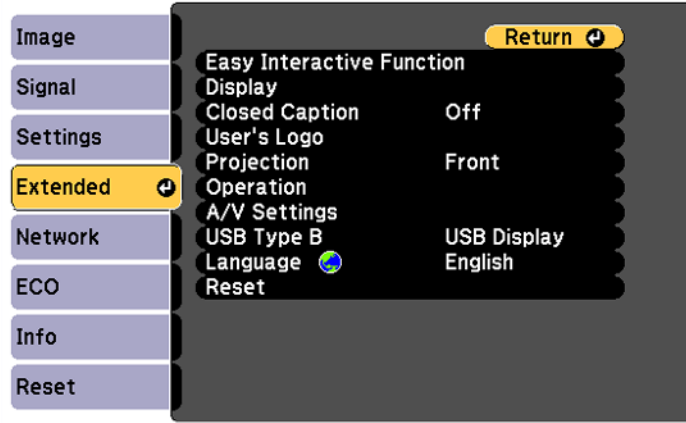 Image
Signal
Settings
Extended
Network
ECO
Info
Reset
Return
Easy Interactive Function
Display
Closed Caption Off
User's Logo
Projection Front
Operation
A/V Settings
USB Type B USB Display
Language English
Reset